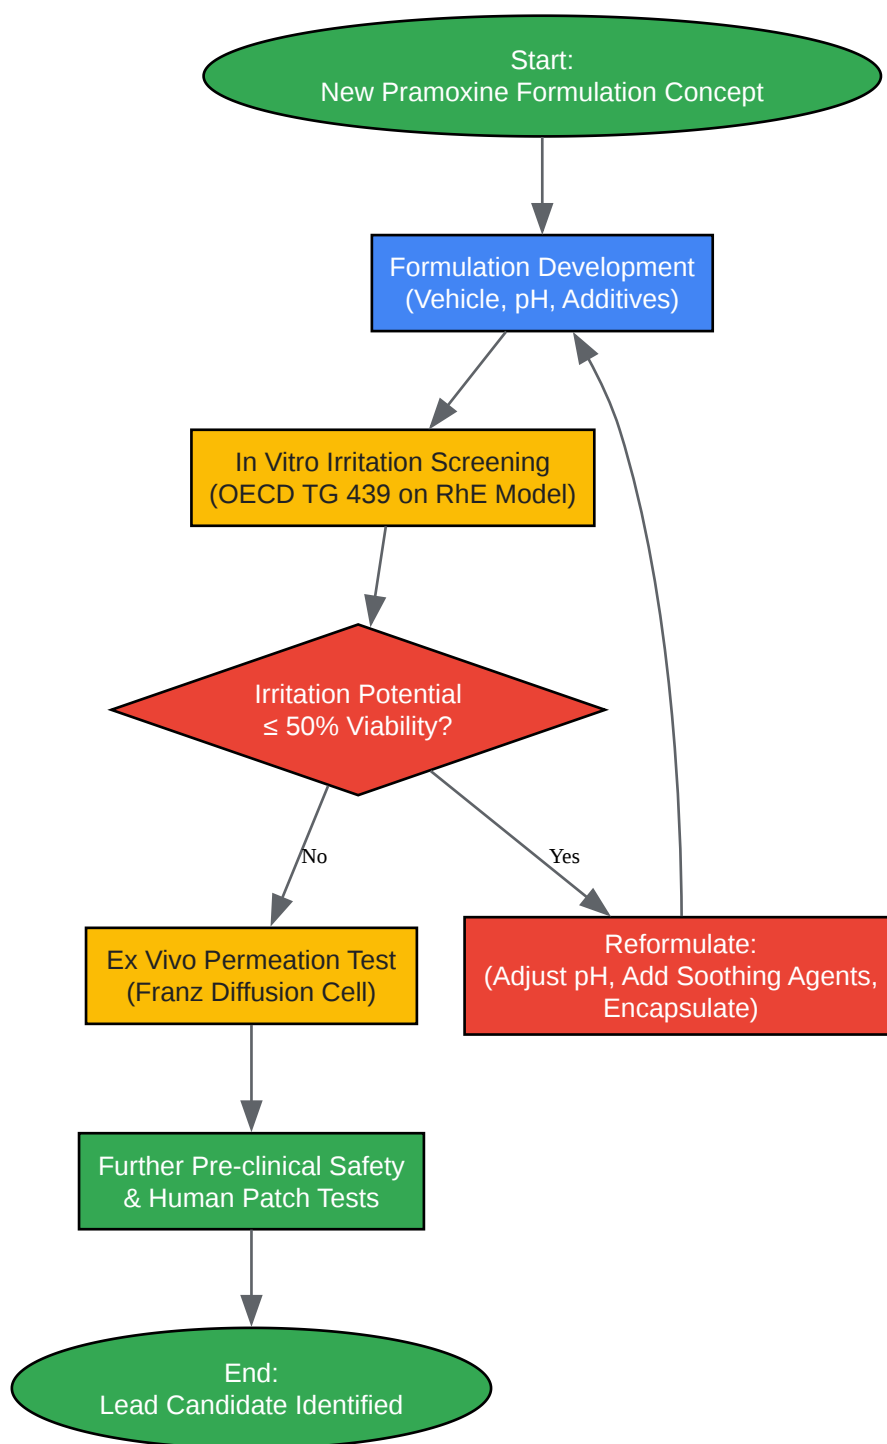 Start:
New Pramoxine Formulation Concept
Formulation Development
(Vehicle, pH, Additives)
In Vitro Irritation Screening
(OECD TG 439 on RhE Model)
Irritation Potential
≤ 50% Viability?
No
Yes
Ex Vivo Permeation Test
(Franz Diffusion Cell)
Reformulate:
(Adjust pH, Add Soothing Agents,
Encapsulate)
Further Pre-clinical Safety
& Human Patch Tests
End:
Lead Candidate Identified